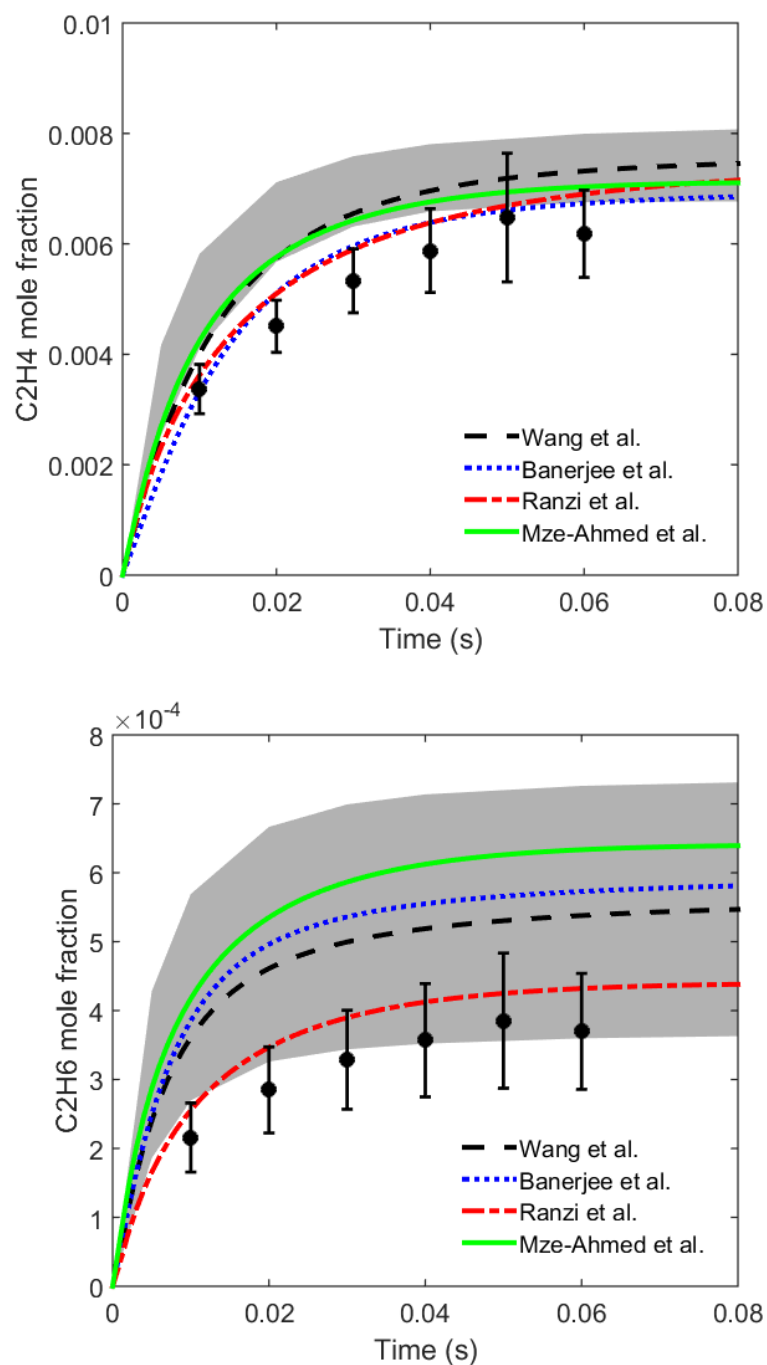 0.01
0.008
0.006
0.004
0.002
0
C2H4 mole fraction
Wang et al.
Banerjee et al.
Ranzi et al.
Mze-Ahmed et al.
0 0.02 0.04 0.06 0.08
Time (s)
×10⁻⁴
8
7
6
5
4
3
2
1
0
C2H6 mole fraction
Wang et al.
Banerjee et al.
Ranzi et al.
Mze-Ahmed et al.
0 0.02 0.04 0.06 0.08
Time (s)